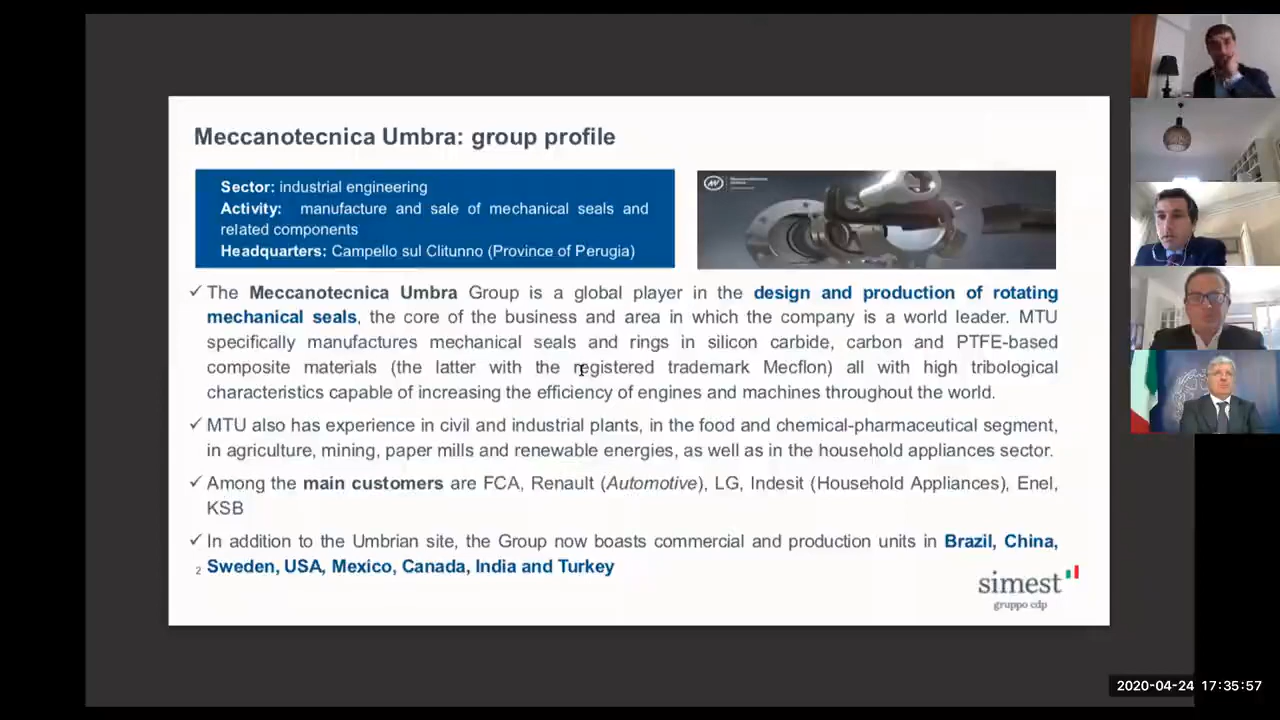 Meccanotecnica Umbra: group profile
Sector: industrial engineering
Activity: manufacture and sale of mechanical seals and
related components
Headquarters: Campello sul Clitunno (Province of Perugia)
✓ The Meccanotecnica Umbra Group is a global player in the design and production of rotating
mechanical seals, the core of the business and area in which the company is a world leader. MTU
specifically manufactures mechanical seals and rings in silicon carbide, carbon and PTFE-based
composite materials (the latter with the registered trademark Mecflon) all with high tribological
characteristics capable of increasing the efficiency of engines and machines throughout the world.
✓ MTU also has experience in civil and industrial plants, in the food and chemical-pharmaceutical segment,
in agriculture, mining, paper mills and renewable energies, as well as in the household appliances sector.
✓ Among the main customers are FCA, Renault (Automotive), LG, Indesit (Household Appliances), Enel,
KSB
✓ In addition to the Umbrian site, the Group now boasts commercial and production units in Brazil, China,
2 Sweden, USA, Mexico, Canada, India and Turkey
simest
gruppo cdp
2020-04-24 17:35:57